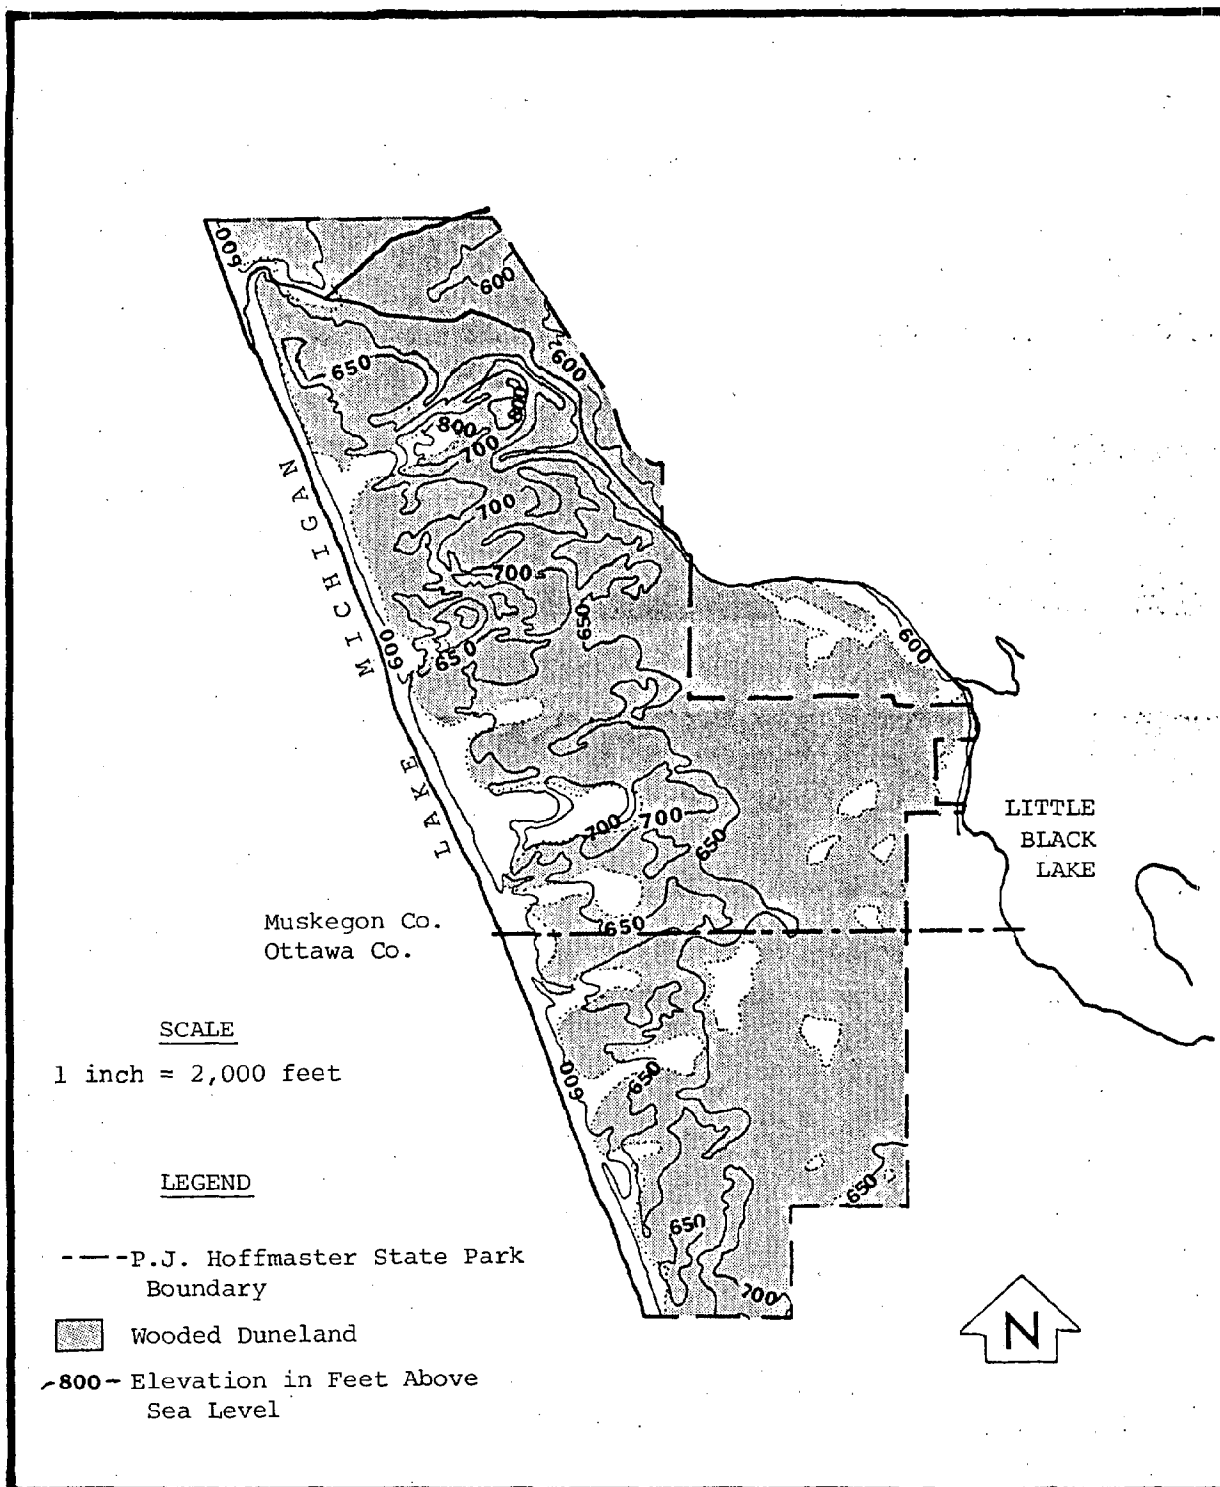 600
600
600
650
800
800
700
700
700
650
600
650
600
LAKE MICHIGAN
700
700
650
LITTLE
BLACK
LAKE
Muskegon Co.
Ottawa Co.
650
SCALE
1 inch = 2,000 feet
600
650
LEGEND
650
650
P.J. Hoffmaster State Park
Boundary
700
Wooded Duneland
N
800 Elevation in Feet Above
Sea Level